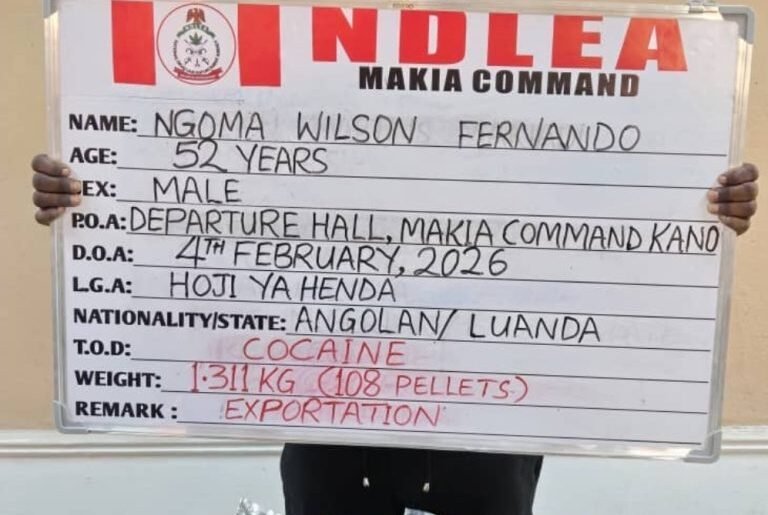 NDLEA
MAKIA COMMAND
NAME: NGOMA WILSON FERNANDO
AGE: 52 YEARS
SEX: MALE
P.O.A: DEPARTURE HALL, MAKIA COMMAND KANO
D.O.A: 4TH FEBRUARY, 2026
L.G.A: HOJI YA HENDA
NATIONALITY/STATE: ANGOLAN/ LUANDA
T.O.D: COCAINE
WEIGHT: 1.311 KG (108 PELLETS)
REMARK : EXPORTATION